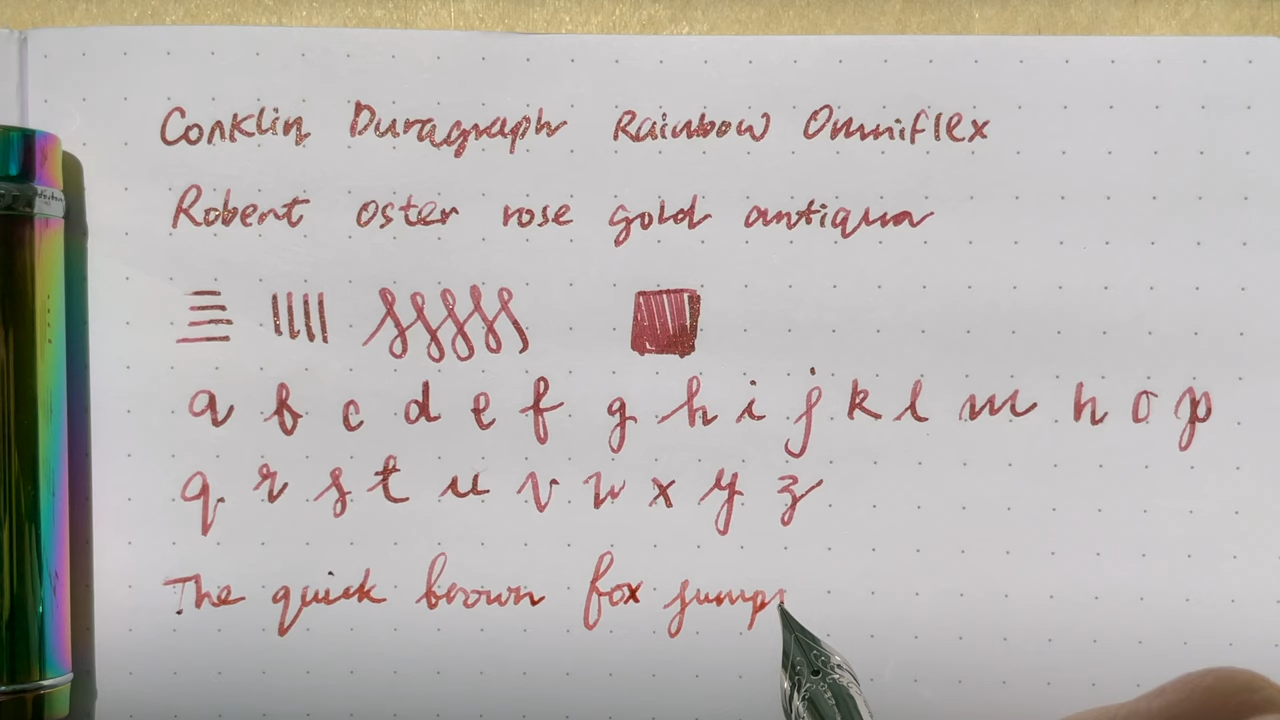 Conklin Duragraph Rainbow Omniflex
Robert Oster rose gold antiqua
a b c d e f g h i j k l m n o p
q r s t u v w x y z
The quick brown fox jumps